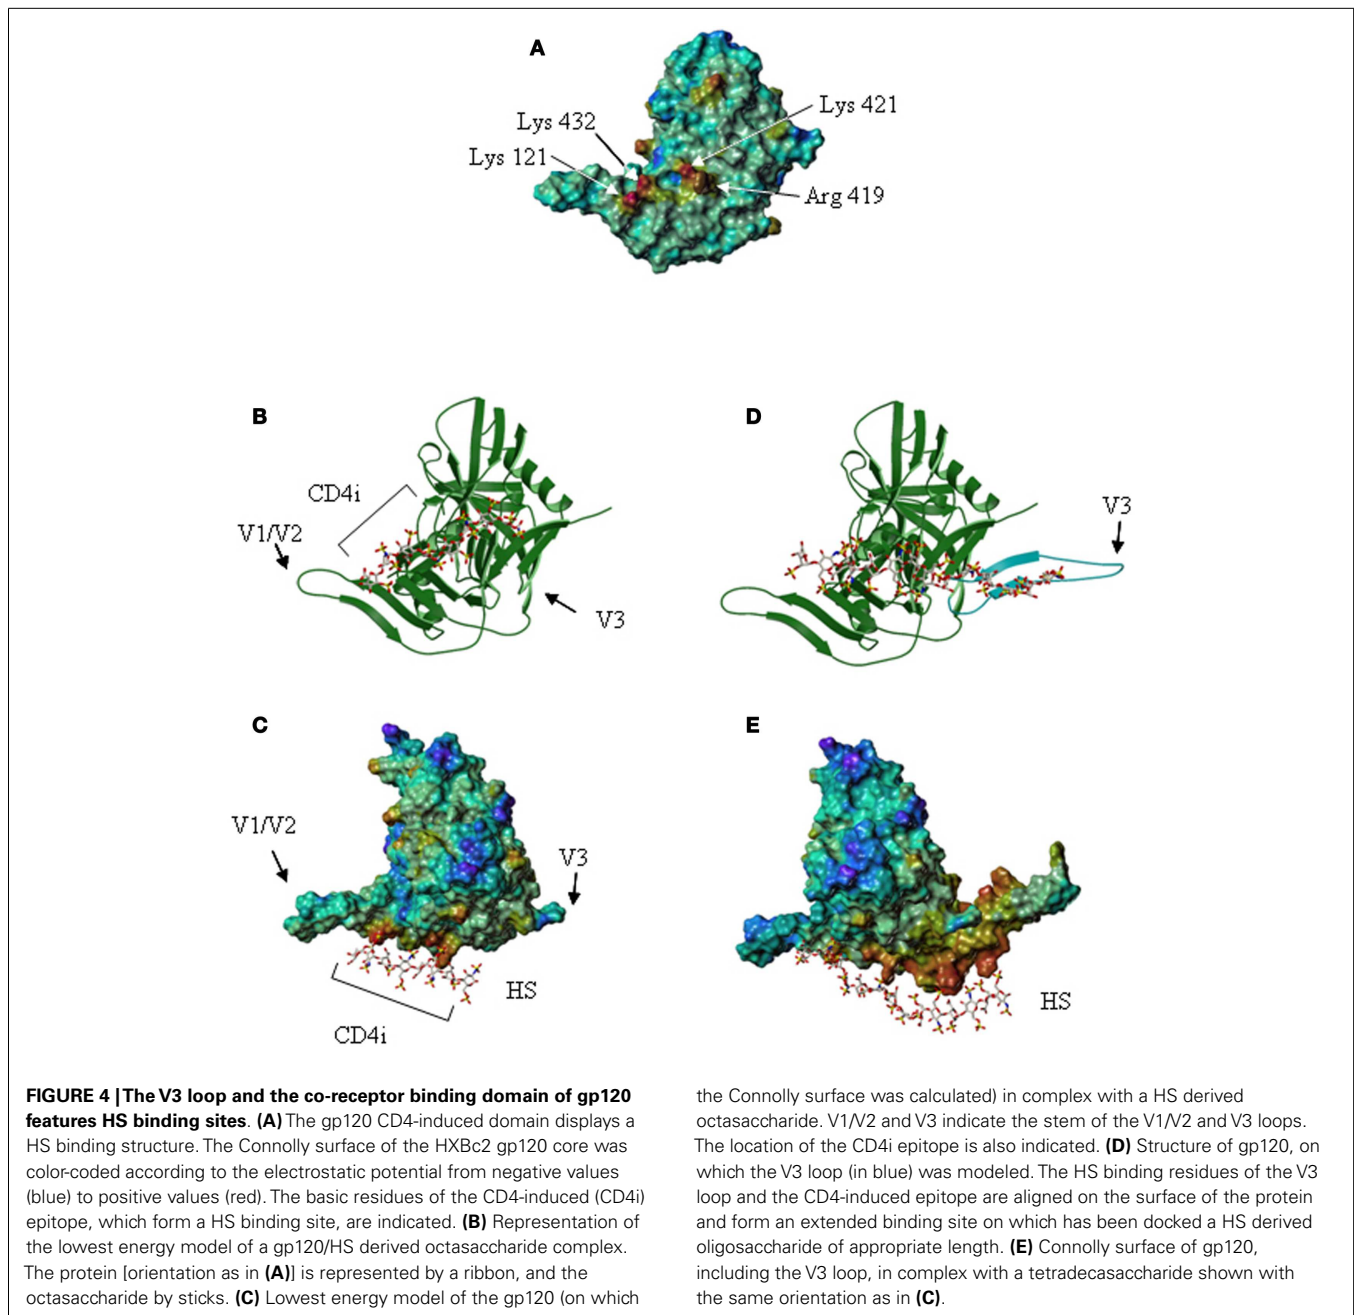 A
Lys 432
Lys 421
Lys 121
Arg 419
B
CD4i
V1/V2
V3
D
V3
C
V1/V2
V3
HS
CD4i
E
HS
FIGURE 4 | The V3 loop and the co-receptor binding domain of gp120
features HS binding sites. (A) The gp120 CD4-induced domain displays a
HS binding structure. The Connolly surface of the HXBc2 gp120 core was
color-coded according to the electrostatic potential from negative values
(blue) to positive values (red). The basic residues of the CD4-induced (CD4i)
epitope, which form a HS binding site, are indicated. (B) Representation of
the lowest energy model of a gp120/HS derived octasaccharide complex.
The protein [orientation as in (A)] is represented by a ribbon, and the
octasaccharide by sticks. (C) Lowest energy model of the gp120 (on which
the Connolly surface was calculated) in complex with a HS derived
octasaccharide. V1/V2 and V3 indicate the stem of the V1/V2 and V3 loops.
The location of the CD4i epitope is also indicated. (D) Structure of gp120, on
which the V3 loop (in blue) was modeled. The HS binding residues of the V3
loop and the CD4-induced epitope are aligned on the surface of the protein
and form an extended binding site on which has been docked a HS derived
oligosaccharide of appropriate length. (E) Connolly surface of gp120,
including the V3 loop, in complex with a tetradecasaccharide shown with
the same orientation as in (C).